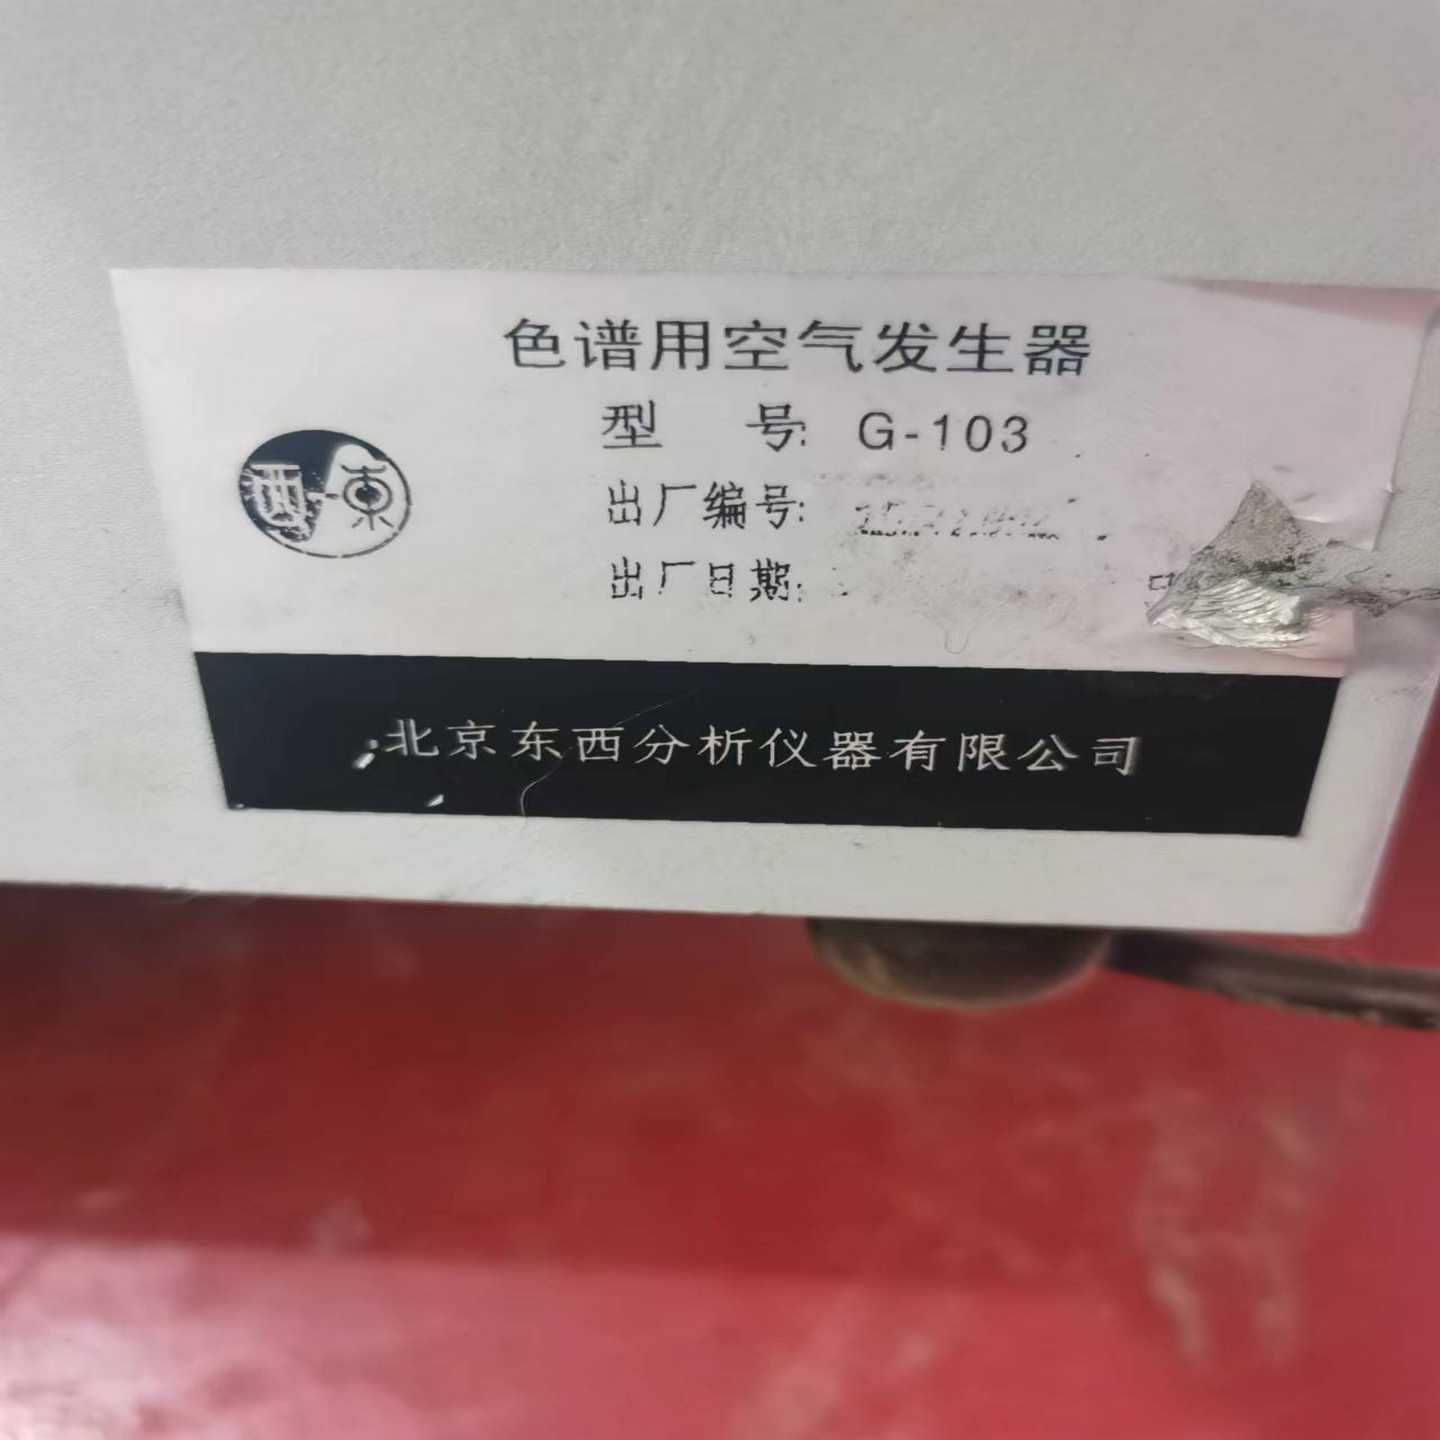 色谱用空气发生器
型 号: G-103
出厂编号:
出厂日期:
西東
北京东西分析仪器有限公司